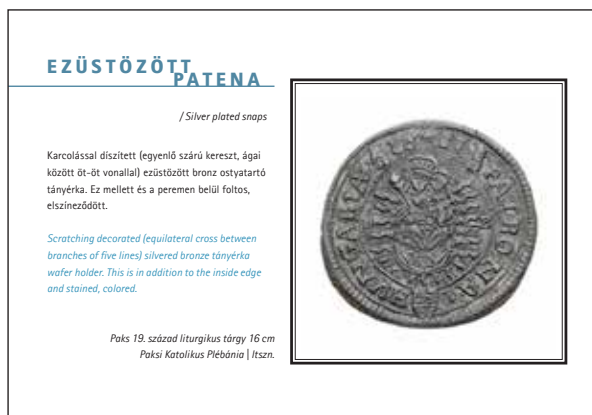 EZÜSTÖZÖTT
PATENA
/ Silver plated snaps
Karcolással díszített (egyenlő szárú kereszt, ágai
között öt-öt vonallal) ezüstözött bronz ostyatartó
tányérka. Ez mellett és a peremen belül foltos,
elszíneződött.
Scratching decorated (equilateral cross between
branches of five lines) silvered bronze tányérka
wafer holder. This is in addition to the inside edge
and stained, colored.
Paks 19. század liturgikus tárgy 16 cm
Paksi Katolikus Plébánia | ltszn.
PATRONA
HUNGARIAE